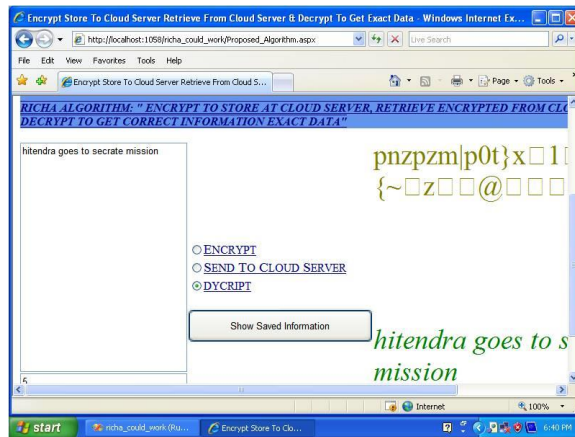 Encrypt Store To Cloud Server Retrieve From Cloud Server & Decrypt To Get Exact Data - Windows Internet Ex...
http://localhost:1058/richa_could_work/Proposed_Algorithm.aspx
Live Search
File Edit View Favorites Tools Help
Encrypt Store To Cloud Server Retrieve From Cloud S...
Page Tools
RICHA ALGORITHM: " ENCRYPT TO STORE AT CLOUD SERVER, RETRIEVE ENCRYPTED FROM CLO
DECRYPT TO GET CORRECT INFORMATION EXACT DATA"
hitendra goes to secrate mission
pnzpzm|p0t}x□1□
{~□z□□@□□□
ENCRYPT
SEND TO CLOUD SERVER
DYCRIPT
Show Saved Information
hitendra goes to s
mission
5
Internet
100%
start
richa_could_work (Ru...
Encrypt Store To Clo...
6:40 PM